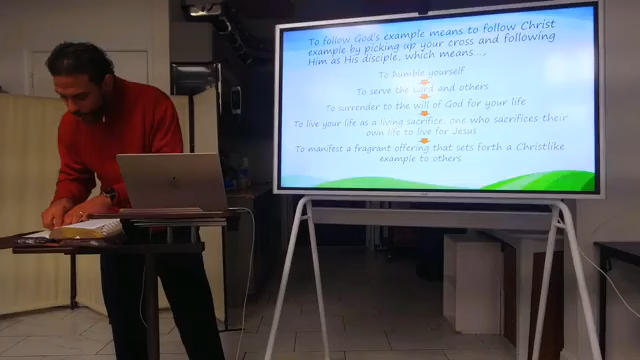 To follow God's example means to follow Christ
example by picking up your cross and following
Him as His disciple, which means....
To humble yourself
To serve the Lord and others
To surrender to the will of God for your life
To live your life as a living sacrifice, one who sacrifices their
own life to live for Jesus
To manifest a fragrant offering that sets forth a Christlike
example to others